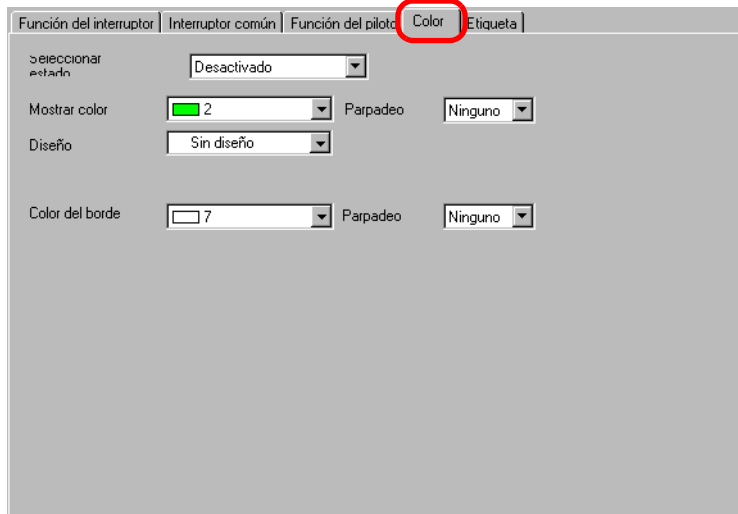 Función del interruptor Interruptor común Función del piloto Color Etiqueta
Seleccionar estado Desactivado
Mostrar color 2 Parpadeo Ninguno
Diseño Sin diseño
Color del borde 7 Parpadeo Ninguno